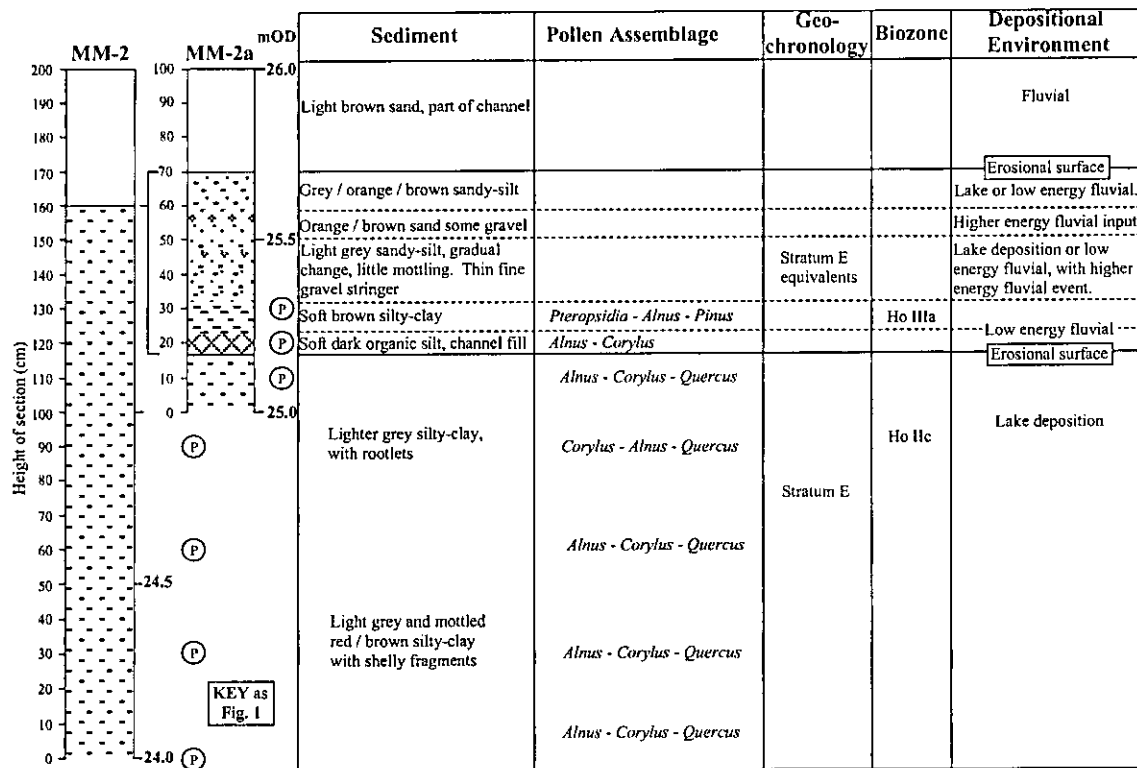 MM-2
MM-2a
mOD
Sediment
Pollen Assemblage
Geo-
chronology
Biozone
Depositional
Environment
Height of section (cm)
200
190
180
170
160
150
140
130
120
110
100
90
80
70
60
50
40
30
20
10
0
100
90
80
70
60
50
40
30
20
10
0
26.0
25.5
25.0
24.5
24.0
P
P
P
P
P
P
P
KEY as
Fig. 1
Light brown sand, part of channel
Fluvial
Erosional surface
Grey / orange / brown sandy-silt
Lake or low energy fluvial.
Orange / brown sand some gravel
Higher energy fluvial input
Light grey sandy-silt, gradual
change, little mottling. Thin fine
gravel stringer
Stratum E
equivalents
Lake deposition or low
energy fluvial, with higher
energy fluvial event.
Soft brown silty-clay
Pteropsidia - Alnus - Pinus
Ho IIIa
Low energy fluvial
Soft dark organic silt, channel fill
Alnus - Corylus
Erosional surface
Alnus - Corylus - Quercus
Lighter grey silty-clay,
with rootlets
Corylus - Alnus - Quercus
Ho IIc
Lake deposition
Stratum E
Alnus - Corylus - Quercus
Light grey and mottled
red / brown silty-clay
with shelly fragments
Alnus - Corylus - Quercus
Alnus - Corylus - Quercus